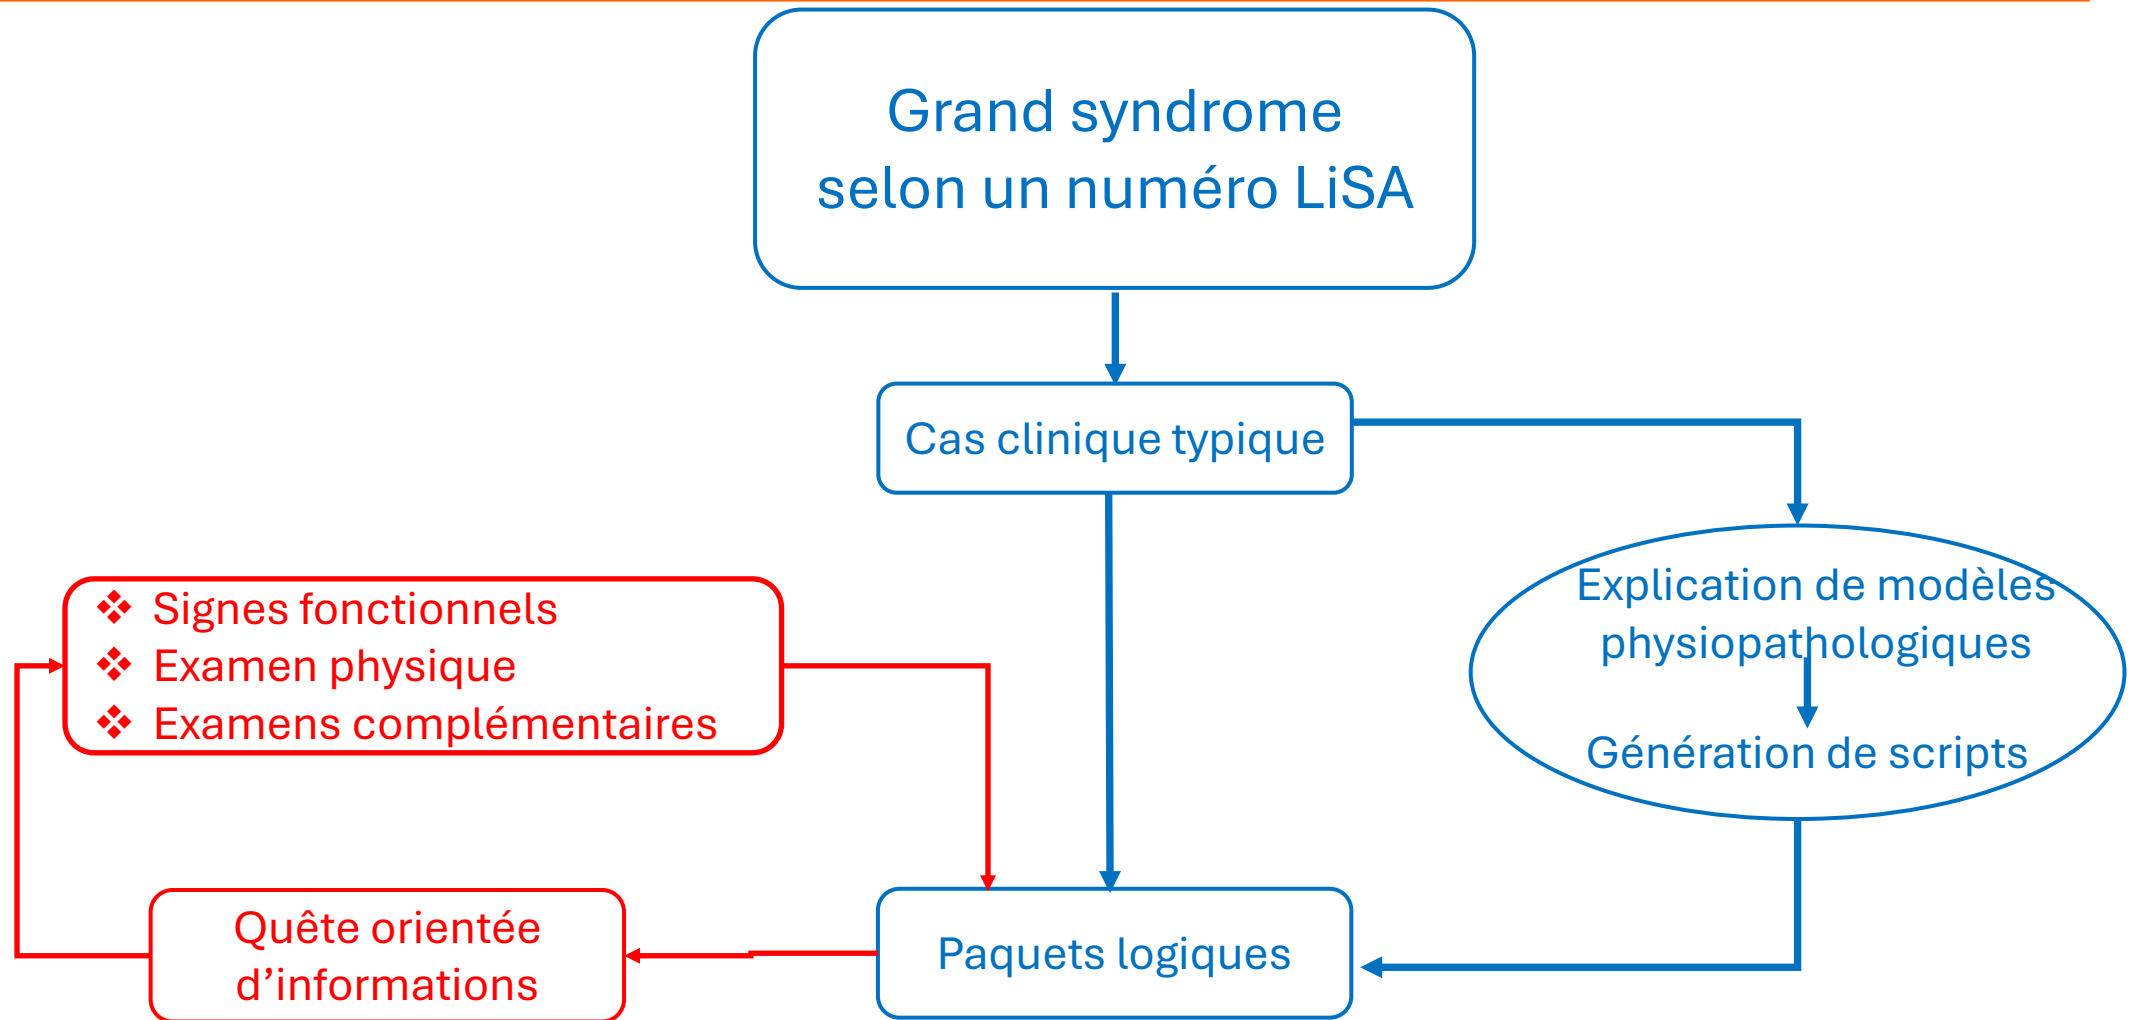 Grand syndrome
selon un numéro LiSA
Cas clinique typique
Explication de modèles
physiopathologiques
Génération de scripts
❖ Signes fonctionnels
❖ Examen physique
❖ Examens complémentaires
Quête orientée
d’informations
Paquets logiques